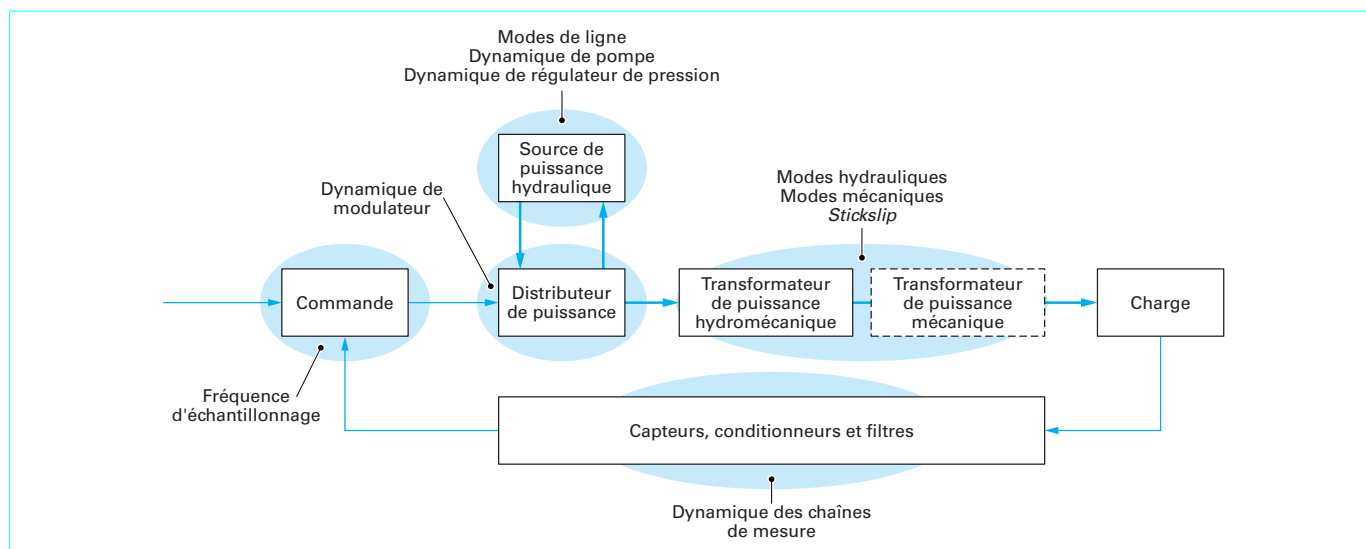 Modes de ligne
Dynamique de pompe
Dynamique de régulateur de pression
Source de
puissance
hydraulique
Dynamique de
modulateur
Modes hydrauliques
Modes mécaniques
Stickslip
Commande
Distributeur
de puissance
Transformateur
de puissance
hydromécanique
Transformateur
de puissance
mécanique
Charge
Fréquence
d'échantillonnage
Capteurs, conditionneurs et filtres
Dynamique des chaînes
de mesure